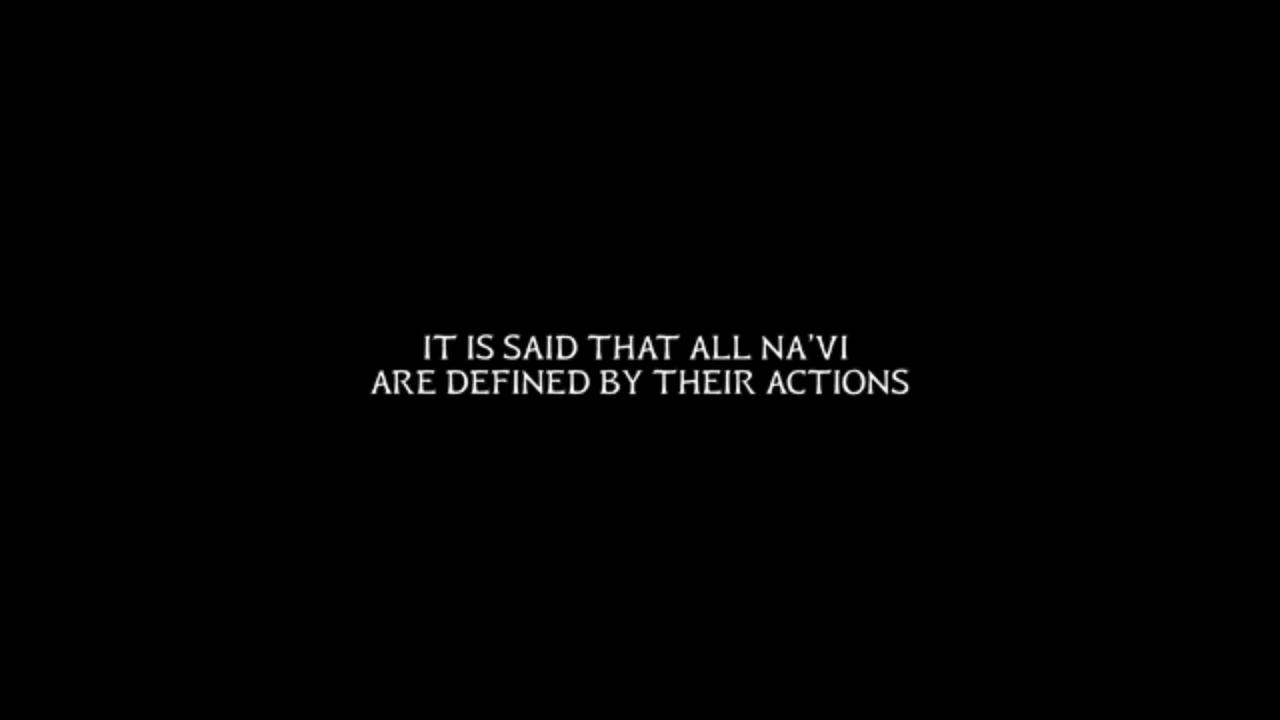 IT IS SAID THAT ALL NA'VI
ARE DEFINED BY THEIR ACTIONS